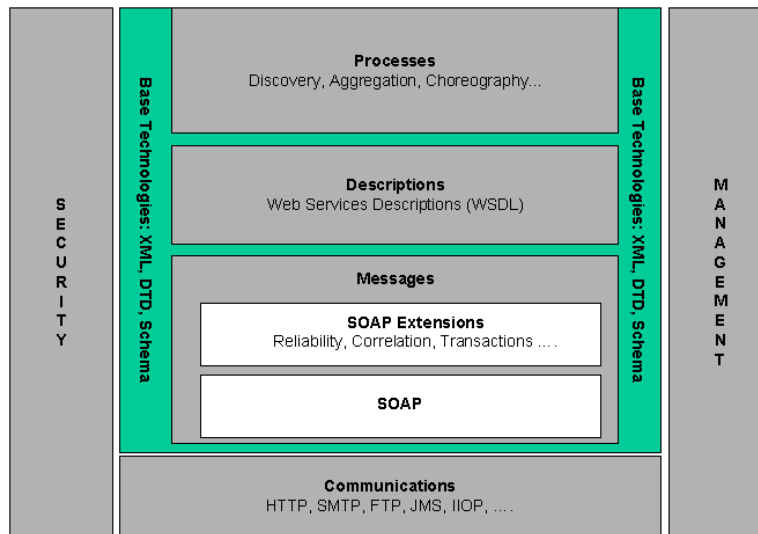 SECURITY
Base Technologies: XML, DTD, Schema
Processes
Discovery, Aggregation, Choreography...
Descriptions
Web Services Descriptions (WSDL)
Messages
SOAP Extensions
Reliability, Correlation, Transactions ….
SOAP
Base Technologies: XML, DTD, Schema
MANAGEMENT
Communications
HTTP, SMTP, FTP, JMS, IIOP, ….